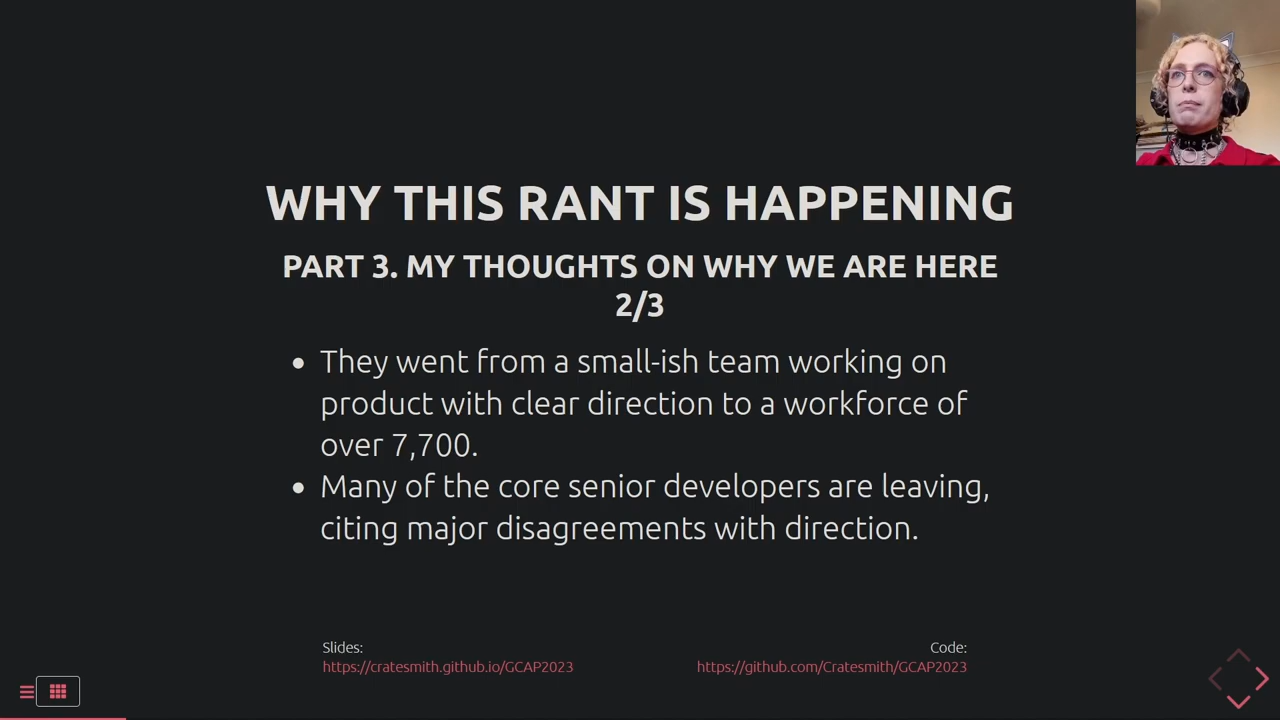 WHY THIS RANT IS HAPPENING
PART 3. MY THOUGHTS ON WHY WE ARE HERE
2/3
They went from a small-ish team working on
product with clear direction to a workforce of
over 7,700.
Many of the core senior developers are leaving,
citing major disagreements with direction.
Slides:
https://cratesmith.github.io/GCAP2023
Code:
https://github.com/Cratesmith/GCAP2023